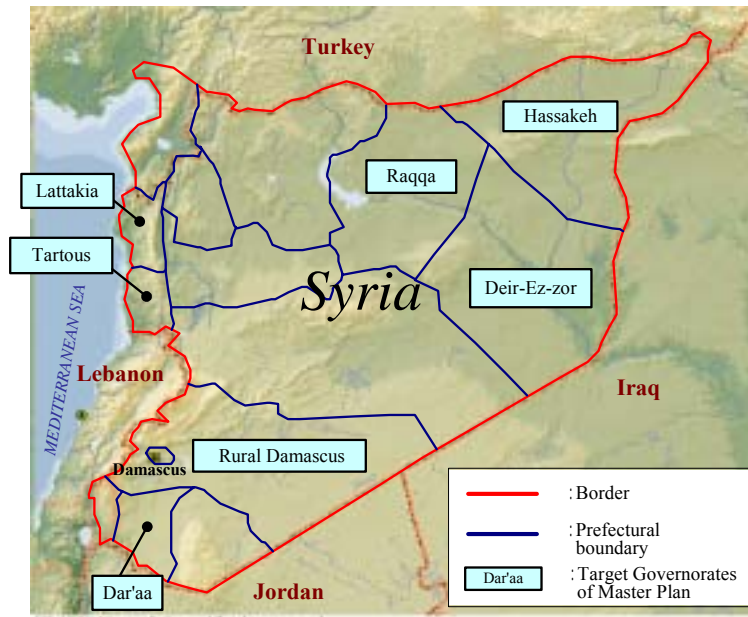 Turkey
Hassakeh
Raqqa
Lattakia
Tartous
Syria
Deir-Ez-zor
MEDITERRANEAN SEA
Lebanon
Iraq
Rural Damascus
Damascus
Dar'aa
Jordan
: Border
: Prefectural
boundary
Dar'aa
: Target Governorates
of Master Plan